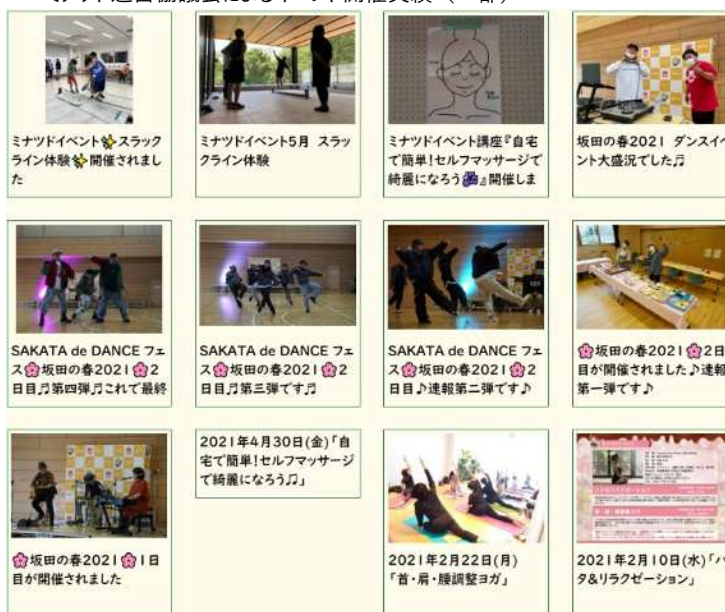 ミナツドイベント✨スラック
ライン体験✨開催されまし
た
ミナツドイベント5月 スラッ
クライン体験
ミナツドイベント講座『自宅
で簡単!セルフマッサージで
綺麗になろう』開催しま
坂田の春2021 ダンスイベ
ント大盛況でした♬
SAKATA de DANCE フェ
ス🌸坂田の春2021🌸2
日目♬第四弾♬これで最終
SAKATA de DANCE フェ
ス🌸坂田の春2021🌸2
日目♬第三弾です♬
SAKATA de DANCE フェ
ス🌸坂田の春2021🌸2
日目♪速報第二弾です♪
🌸坂田の春2021🌸2日
目が開催されました♪速報
第一弾です♪
🌸坂田の春2021🌸1日
目が開催されました
2021年4月30日(金)「自
宅で簡単!セルフマッサージ
で綺麗になろう♫」
2021年2月22日(月)
「首・肩・腰調整ヨガ」
2021年2月10日(水)「
タ&リラクゼーション」